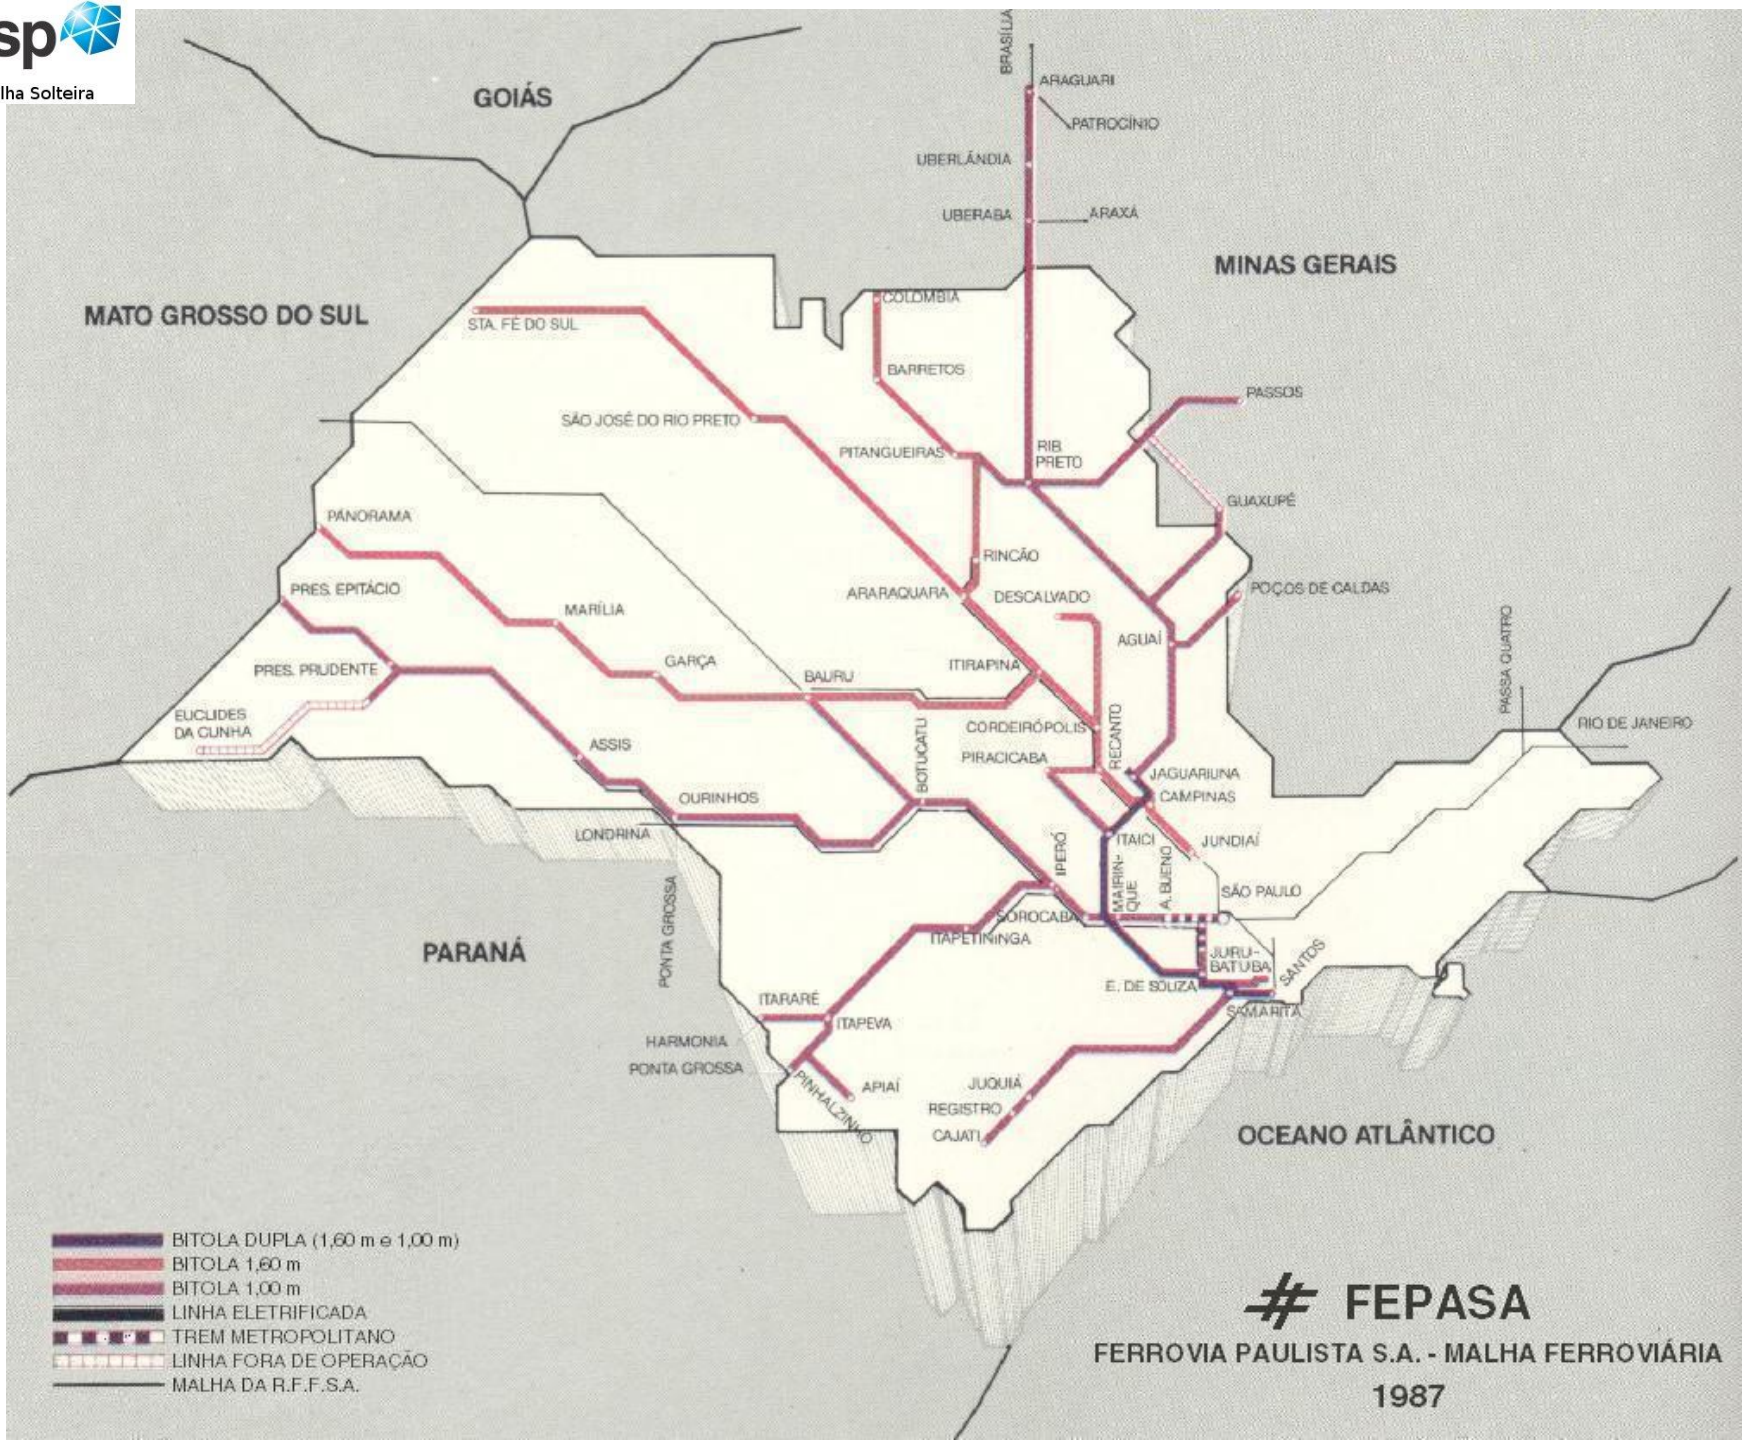 sp
lha Solteira
GOIÁS
BRASÍLIA
ARAGUARI
PATROCÍNIO
UBERLÂNDIA
UBERABA
ARAXÁ
MINAS GERAIS
MATO GROSSO DO SUL
STA. FÉ DO SUL
COLOMBIA
BARRETOS
SÃO JOSÉ DO RIO PRETO
PITANGUEIRAS
RIB.
PRETO
PASSOS
GUAXUPÉ
PANORAMA
RINCÃO
PRES. EPITÁCIO
MARÍLIA
ARARAQUARA
DESCALVADO
POÇOS DE CALDAS
AGUAÍ
PASSA QUATRO
PRES. PRUDENTE
GARÇA
BAURU
ITIRAPINA
EUCLIDES
DA CUNHA
ASSIS
BOTUCATU
CORDEIRÓPOLIS
RECANTO
RIO DE JANEIRO
PIRACICABA
JAGUARIUNA
CAMPINAS
OURINHOS
LONDRINA
ITAICI
JUNDIAÍ
IPERÓ
MAIRIN-
QUE
A. BUENO
SÃO PAULO
PONTA GROSSA
SOROCABA
ITAPETININGA
PARANÁ
JURU-
BATUBA
SANTOS
E. DE SOUZA
SAMARITÁ
ITARARÉ
ITAPEVA
HARMONIA
PONTA GROSSA
PINHALZINHO
APIAÍ
JUQUIÁ
REGISTRO
CAJATI
OCEANO ATLÂNTICO
BITOLA DUPLA (1,60 m e 1,00 m)
BITOLA 1,60 m
BITOLA 1,00 m
LINHA ELETRIFICADA
TREM METROPOLITANO
LINHA FORA DE OPERAÇÃO
MALHA DA R.F.F.S.A.
FEPASA
FERROVIA PAULISTA S.A. - MALHA FERROVIÁRIA
1987